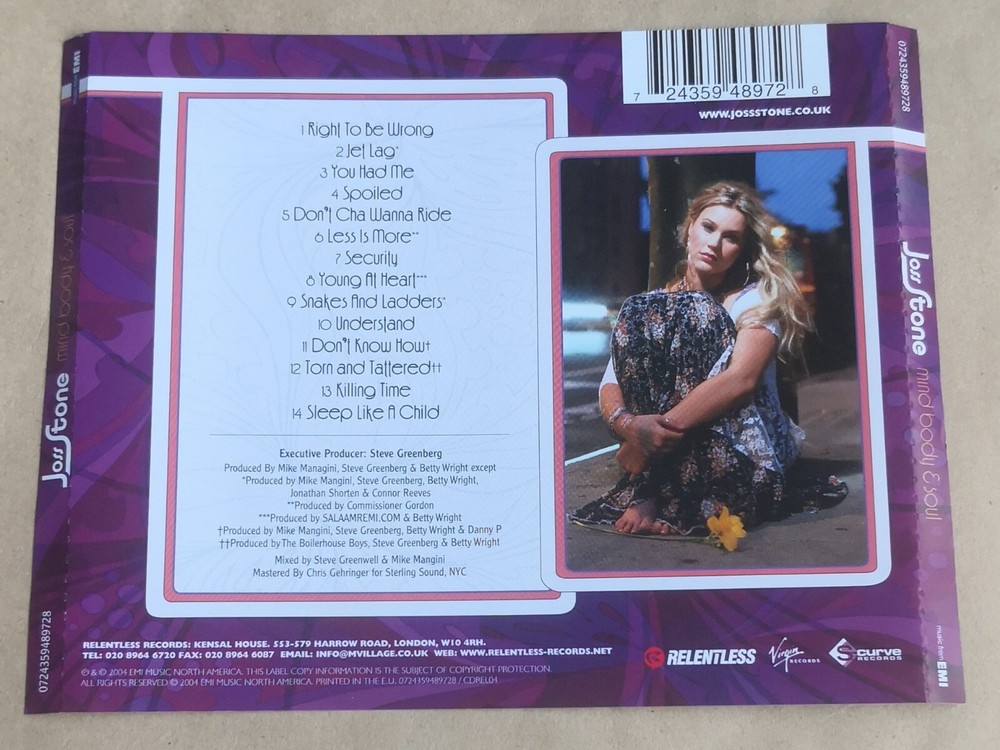 music from EMI
Joss Stone mind body & soul
0724359489728
1 Right To Be Wrong
2 Jet Lag*
3 You Had Me
4 Spoiled
5 Don't Cha Wanna Ride
6 Less Is More**
7 Security
8 Young At Heart***
9 Snakes And Ladders*
10 Understand
11 Don't Know How†
12 Torn and Tattered††
13 Killing Time
14 Sleep Like A Child
Executive Producer: Steve Greenberg
Produced By Mike Managini, Steve Greenberg & Betty Wright except
*Produced by Mike Mangini, Steve Greenberg, Betty Wright,
Jonathan Shorten & Connor Reeves
**Produced by Commissioner Gordon
***Produced by SALAAMREMI.COM & Betty Wright
†Produced by Mike Mangini, Steve Greenberg, Betty Wright & Danny P
††Produced by The Boilerhouse Boys, Steve Greenberg & Betty Wright
Mixed by Steve Greenwell & Mike Mangini
Mastered By Chris Gehringer for Sterling Sound, NYC
7 24359 48972 8
WWW.JOSSSTONE.CO.UK
RELENTLESS RECORDS: KENSAL HOUSE. 553-579 HARROW ROAD, LONDON, W10 4RH.
TEL: 020 8964 6720 FAX: 020 8964 6087 EMAIL: INFO@MVILLAGE.CO.UK WEB: WWW.RELENTLESS-RECORDS.NET
℗ & © 2004 EMI MUSIC NORTH AMERICA. THIS LABEL COPY INFORMATION IS THE SUBJECT OF COPYRIGHT PROTECTION.
ALL RIGHTS RESERVED © 2004 EMI MUSIC NORTH AMERICA. PRINTED IN THE E.U. 0724359489728 / CDREL04
RELENTLESS
Virgin RECORDS
S curve RECORDS
0724359489728
Joss Stone mind body & soul
music from EMI